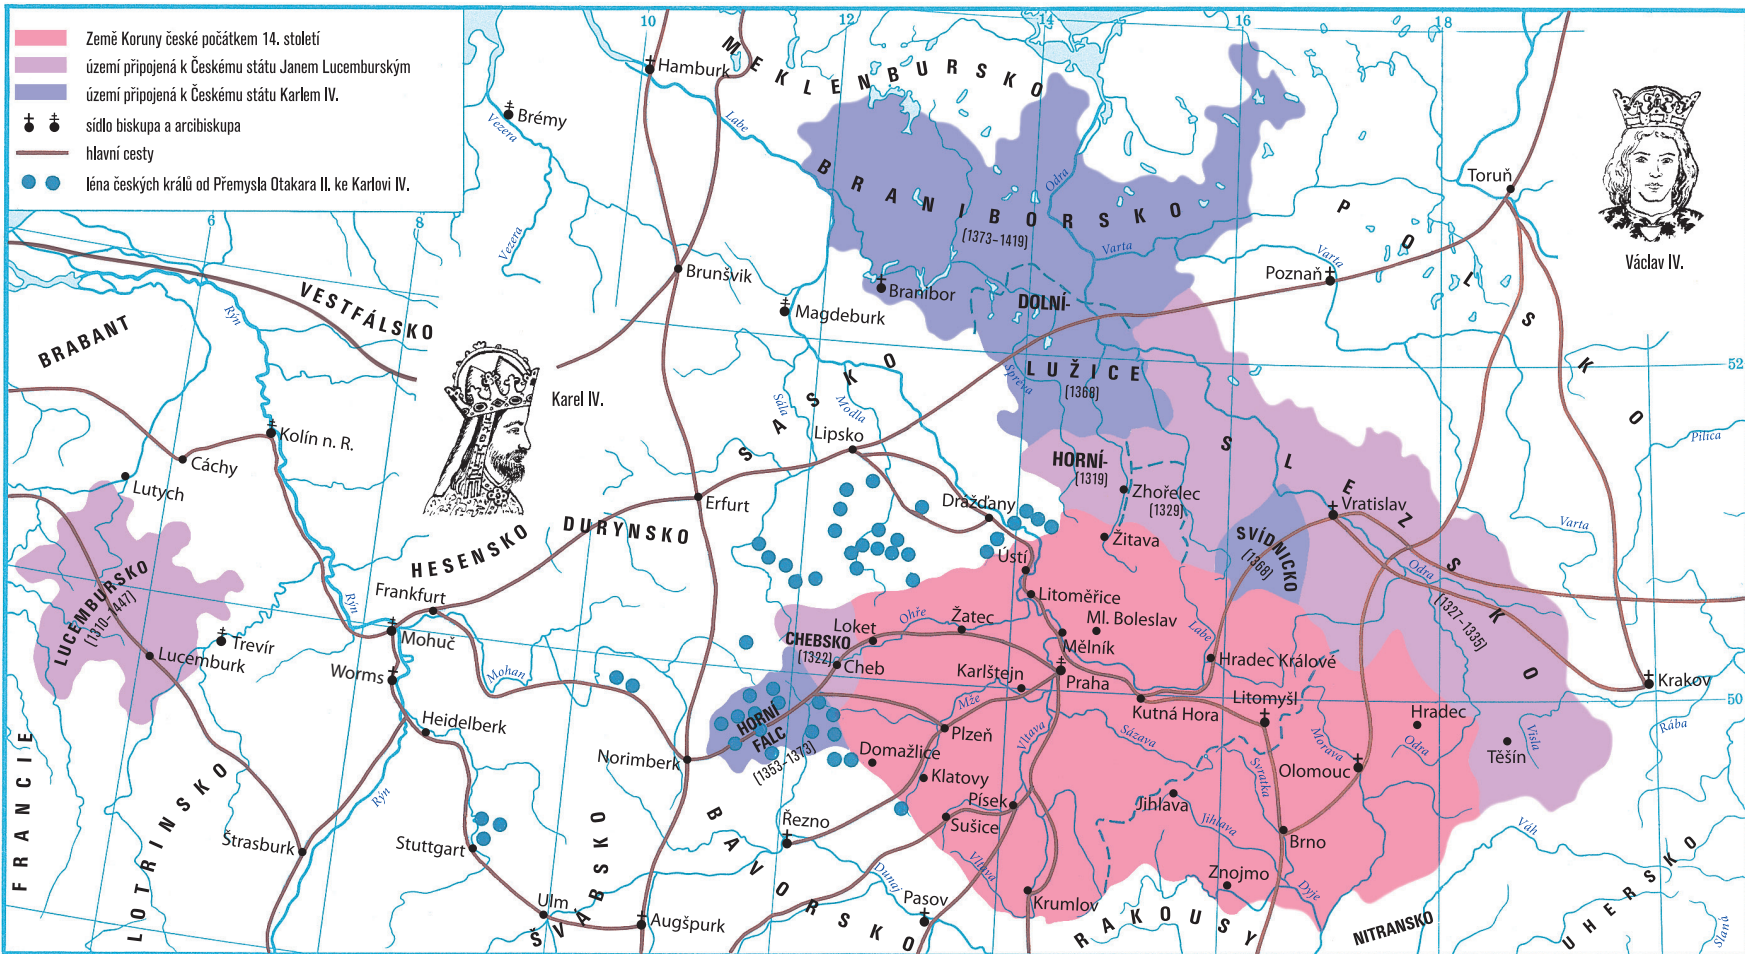 Země Koruny české počátkem 14. století
území připojená k Českému státu Janem Lucemburským
území připojená k Českému státu Karlem IV.
sídlo biskupa a arcibiskupa
hlavní cesty
léna českých králů od Přemysla Otakara II. ke Karlovi IV.
10
12
14
16
18
6
8
52
50
MEKLENBURSKO
Hamburk
Brémy
Vezera
Labe
Vezera
BRANIBORSKO
(1373-1419)
Odra
Varta
Varta
Toruň
Václav IV.
POLSKO
Poznaň
Brunšvik
Branibor
Magdeburk
DOLNÍ-
LUŽICE
(1368)
Spréva
VESTFÁLSKO
BRABANT
Rýn
Karel IV.
SASKO
Sála
Modla
Lipsko
Kolín n. R.
Cáchy
Lutych
Erfurt
Drážďany
HORNÍ-
(1319)
Zhořelec
(1329)
Žitava
SLEZSKO
(1327-1335)
Vratislav
Pilica
Varta
SVÍDNICKO
(1368)
Odra
DURYNSKO
HESENSKO
Frankfurt
Rýn
Mohuč
Worms
Mohan
LUCEMBURSKO
(1310-1447)
Trevír
Lucemburk
Heidelberk
Ústí
Litoměřice
Ml. Boleslav
Mělník
Labe
Ohře
Žatec
Loket
CHEBSKO
(1322)
Cheb
Karlštejn
Praha
Hradec Králové
Litomyšl
Kutná Hora
Hradec
Krakov
Rába
Visla
Těšín
Odra
Morava
Olomouc
Svratka
Sázava
Mže
Vltava
Plzeň
Domažlice
Klatovy
Písek
Sušice
Jihlava
Jihlava
Brno
Znojmo
Dyje
Krumlov
Vltava
HORNÍ
FALC
(1353-1373)
Norimberk
Řezno
Dunaj
Pasov
BAVORSKO
RAKOUSY
NITRANSKO
UHERSKO
Váh
Slaná
FRANCIE
LOTRINSKO
Rýn
Štrasburk
Stuttgart
Ulm
Augšpurk
ŠVÁBSKO